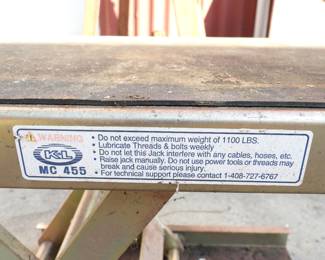 WARNING
K&L
MC 455
• Do not exceed maximum weight of 1100 LBS.
• Lubricate Threads & bolts weekly
• Do not let this Jack interfere with any cables, hoses, etc.
• Raise jack manually. Do not use power tools or threads may
break and cause serious injury.
• For technical support please contact 1-408-727-6767